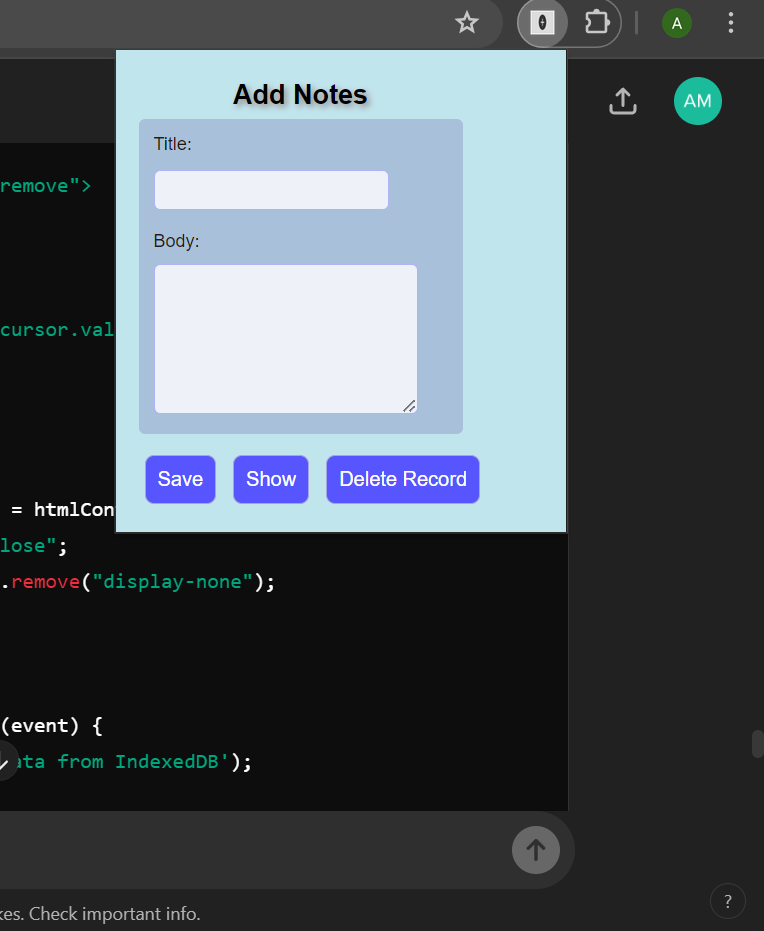 A
Add Notes
AM
Title:
remove">
Body:
cursor.val
Save Show Delete Record
= htmlCon
lose";
.remove("display-none");
(event) {
ata from IndexedDB');
kes. Check important info.
?